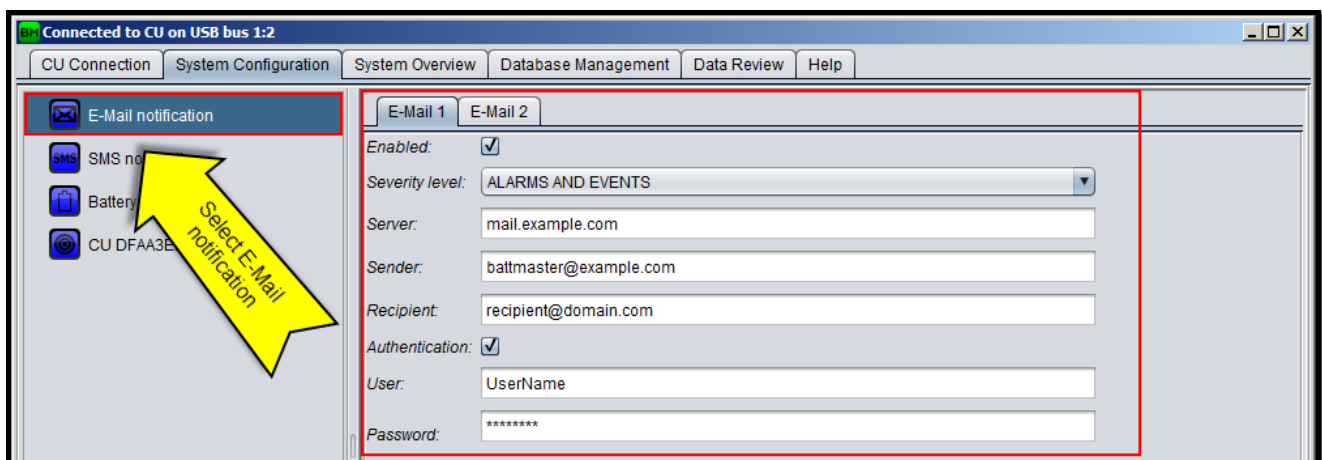 BM Connected to CU on USB bus 1:2
CU Connection System Configuration System Overview Database Management Data Review Help
E-Mail notification
SMS SMS no
Battery
CU DFAA3E
Select E-Mail
notification
E-Mail 1 E-Mail 2
Enabled:
Severity level: ALARMS AND EVENTS
Server: mail.example.com
Sender: battmaster@example.com
Recipient: recipient@domain.com
Authentication:
User: UserName
Password: ********